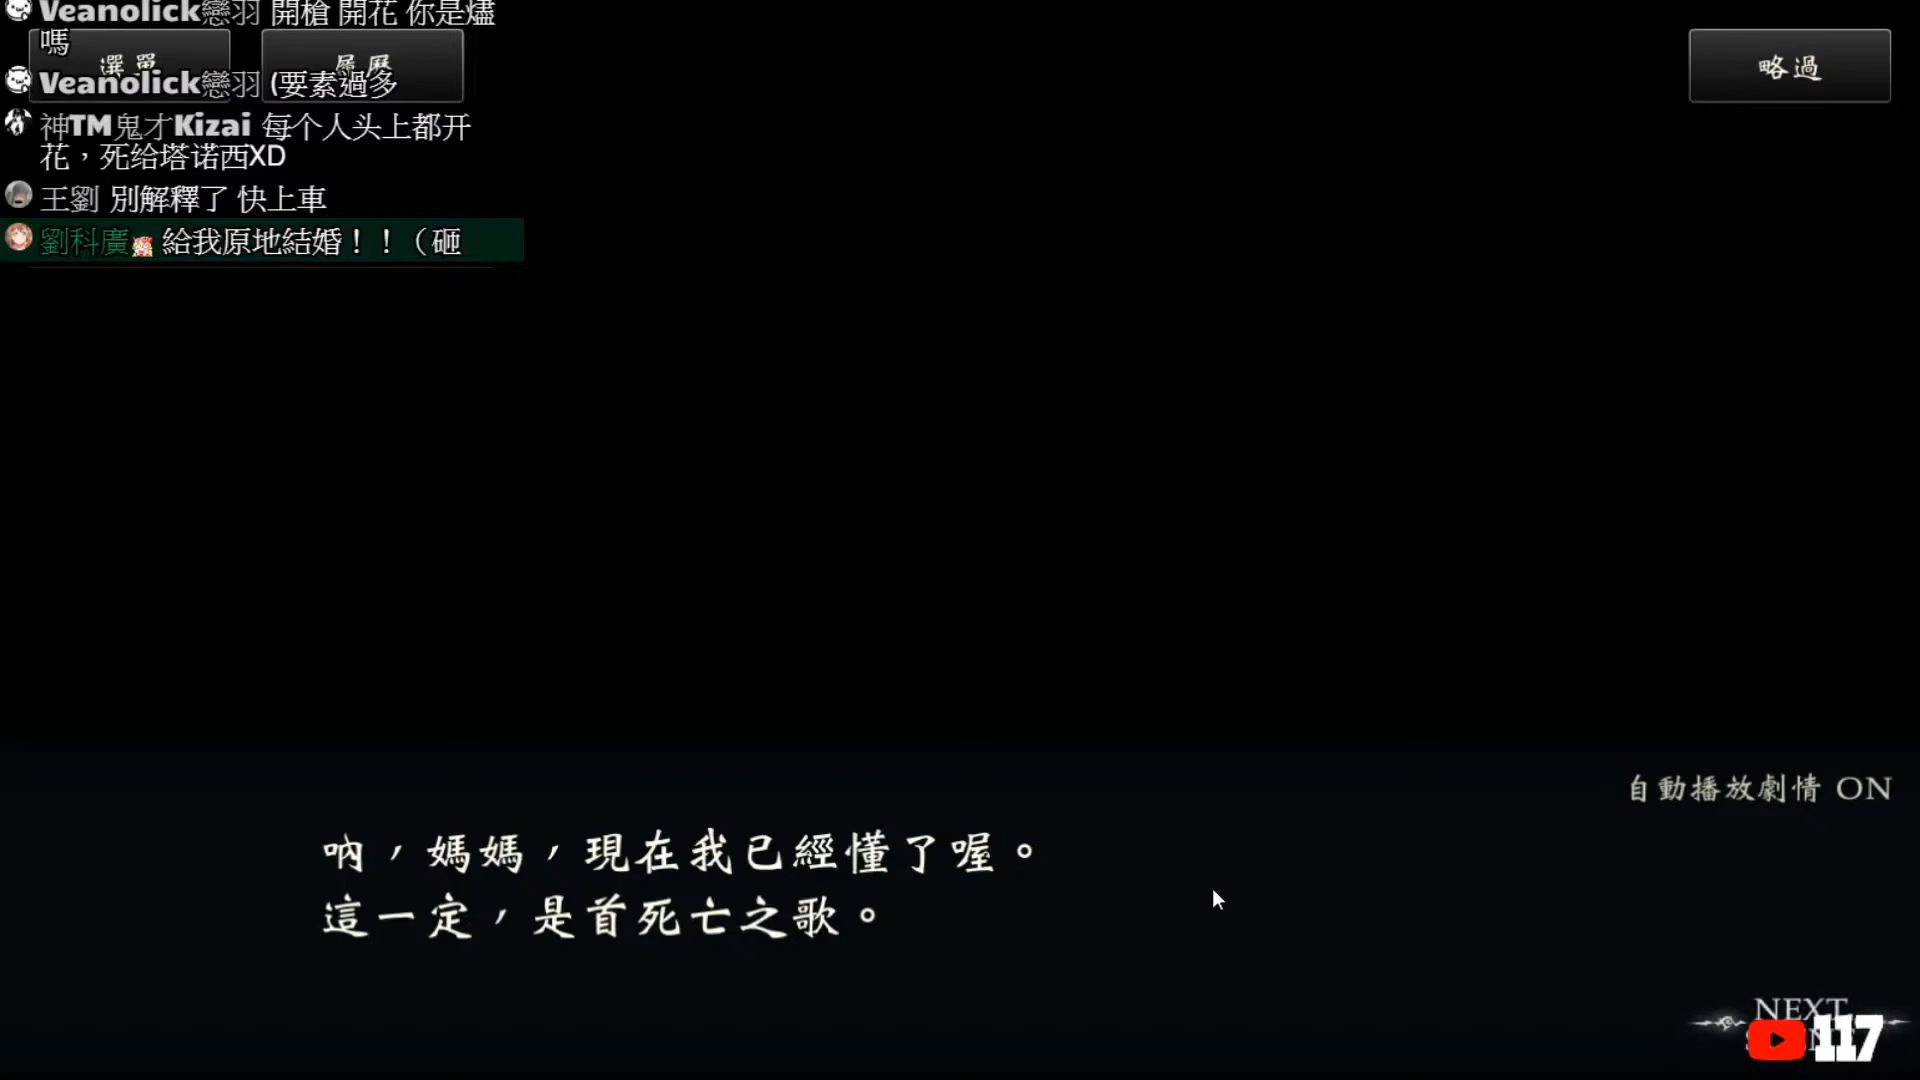 Veanolick戀羽 開槍 開花 你是燼
嗎
選單
履歷
略過
Veanolick戀羽 (要素過多
神TM鬼才Kizai 每个人头上都开
花，死给塔诺西XD
王劉 別解釋了 快上車
劉科廣 給我原地結婚！！（砸
自動播放劇情 ON
吶，媽媽，現在我已經懂了喔。
這一定，是首死亡之歌。
NEXT
117